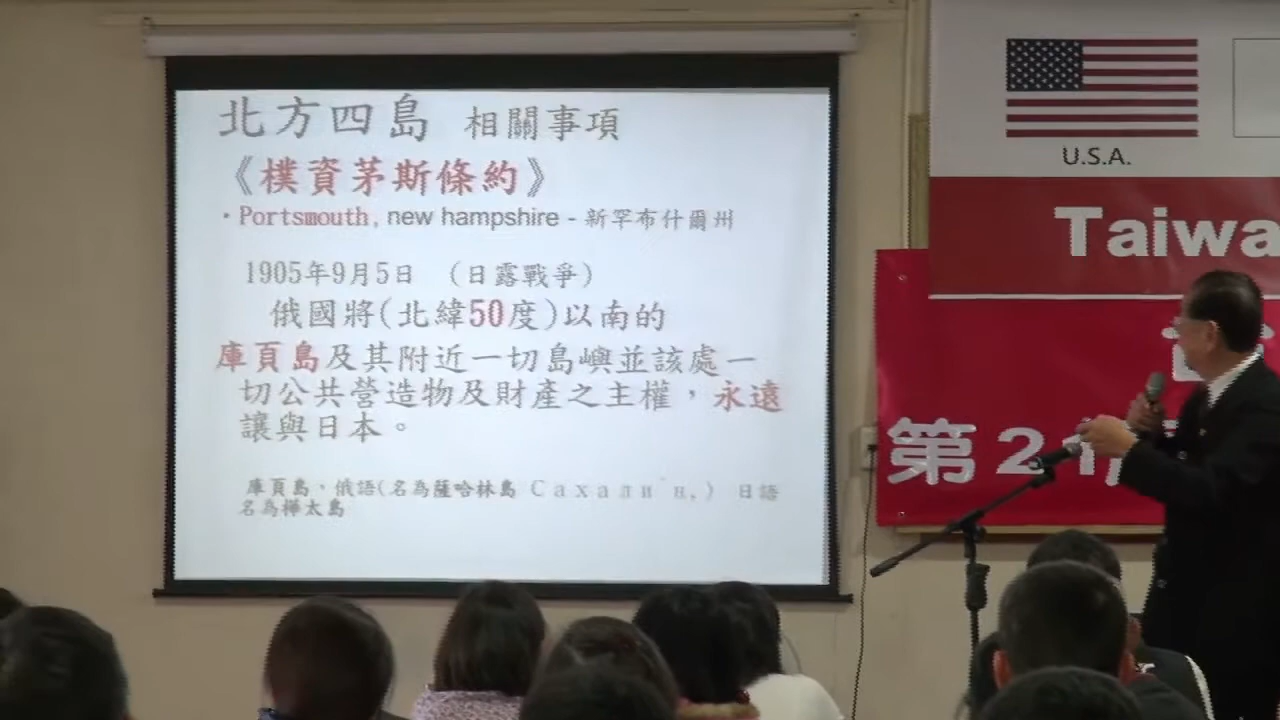 北方四島 相關事項
《樸資茅斯條約》
・Portsmouth, new hampshire - 新罕布什爾州
1905年9月5日 (日露戰爭)
俄國將(北緯50度)以南的
庫頁島及其附近一切島嶼並該處一
切公共營造物及財產之主權，永遠
讓與日本。
庫頁島，俄語(名為薩哈林島 Сахали́н,) 日語
名為樺太島
U.S.A.
Taiwa
第21